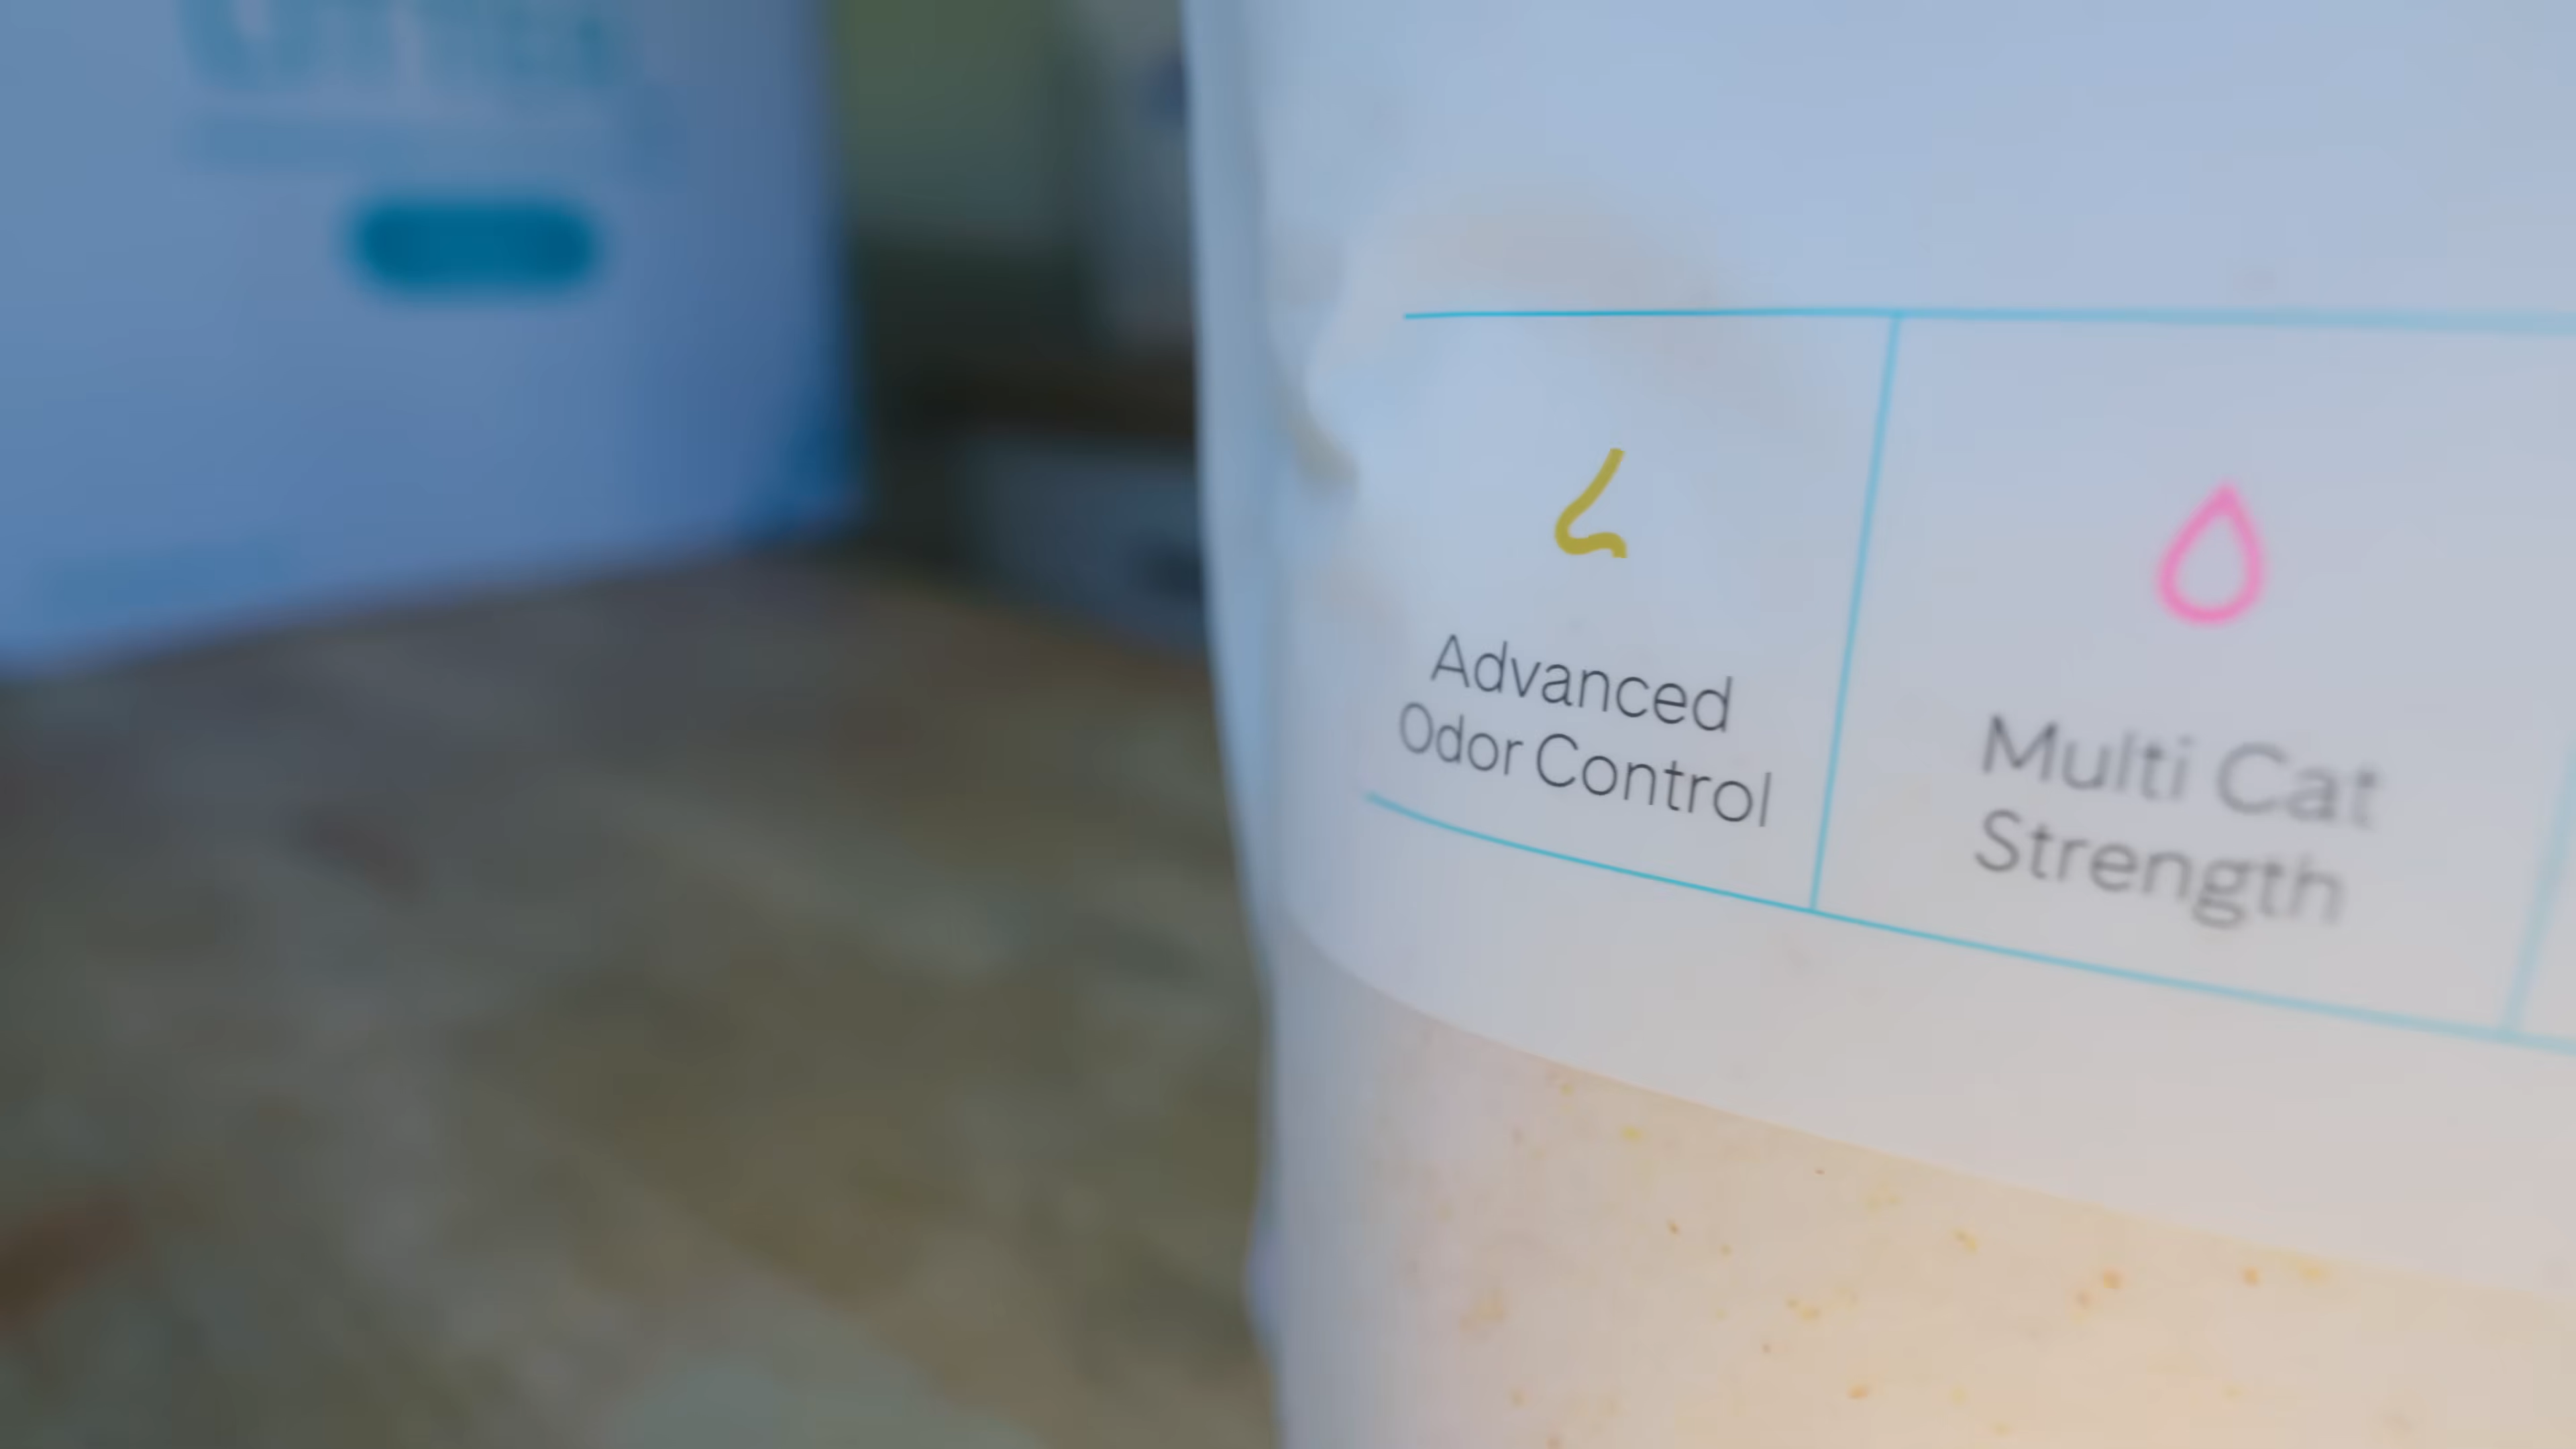 Advanced
Odor Control
Multi Cat
Strength